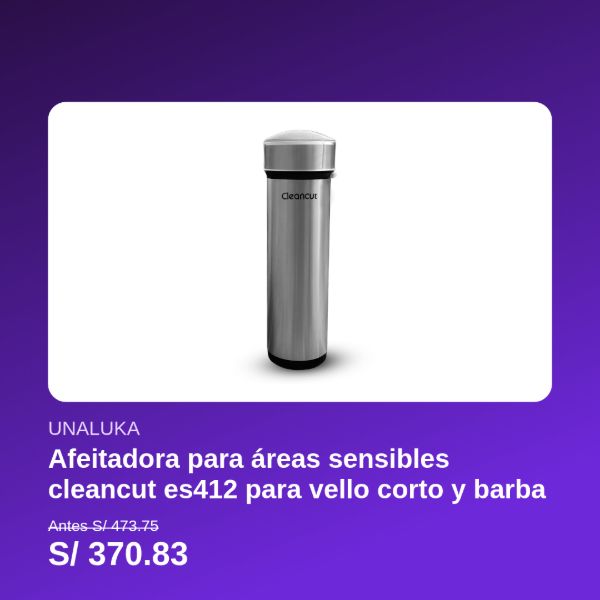 Cleancut
UNALUKA
Afeitadora para áreas sensibles
cleancut es412 para vello corto y barba
Antes S/ 473.75
S/ 370.83